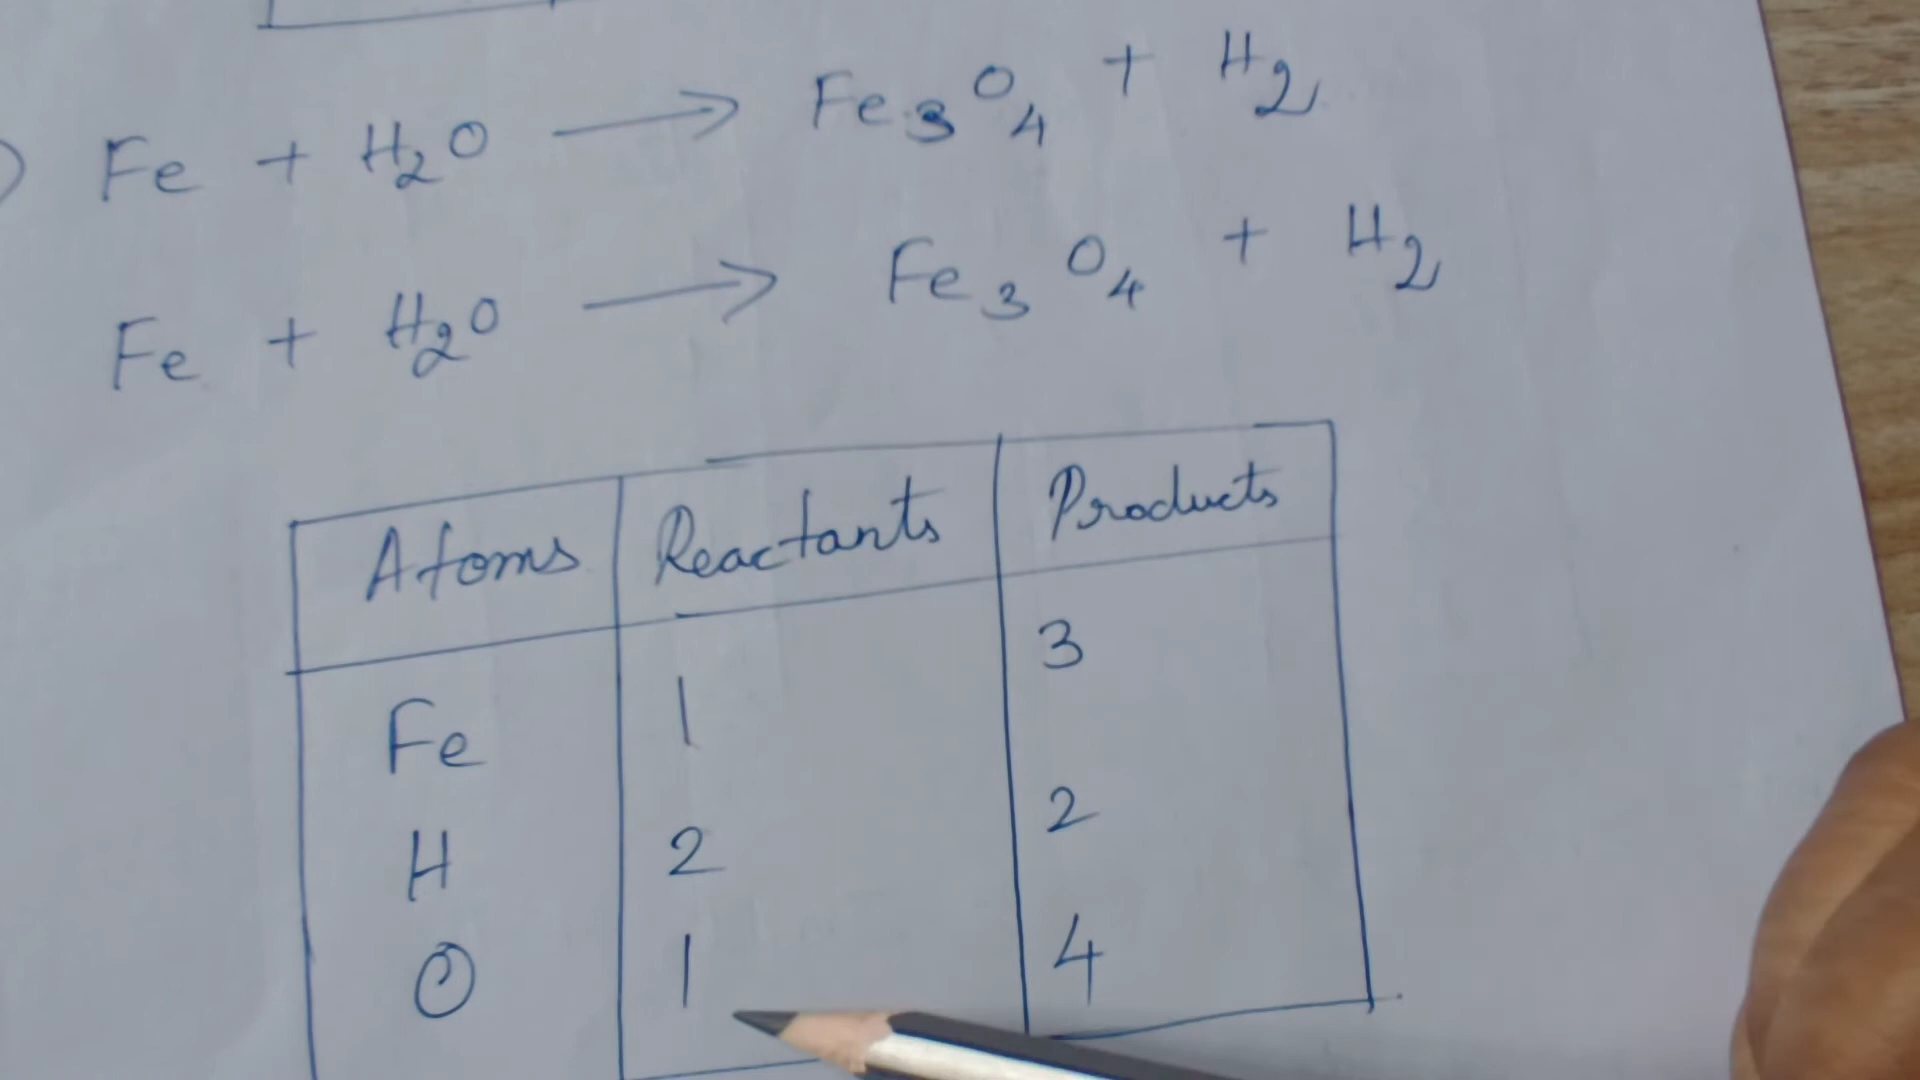 ) Fe + H₂O → Fe₃O₄ + H₂
Fe + H₂O → Fe₃O₄ + H₂
Atoms Reactants Products
Fe 1 3
H 2 2
O 1 4